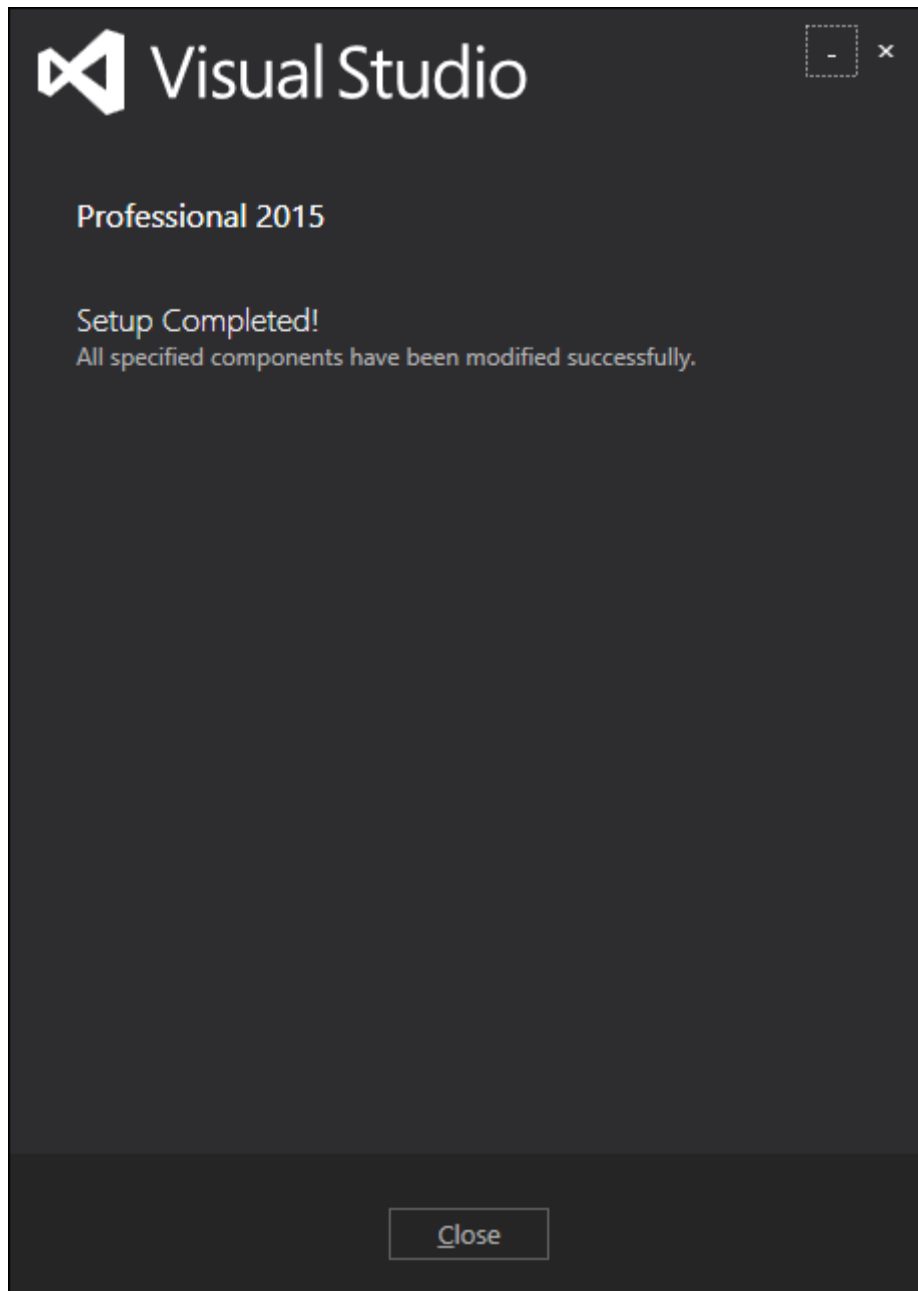 Visual Studio
Professional 2015
Setup Completed!
All specified components have been modified successfully.
Close